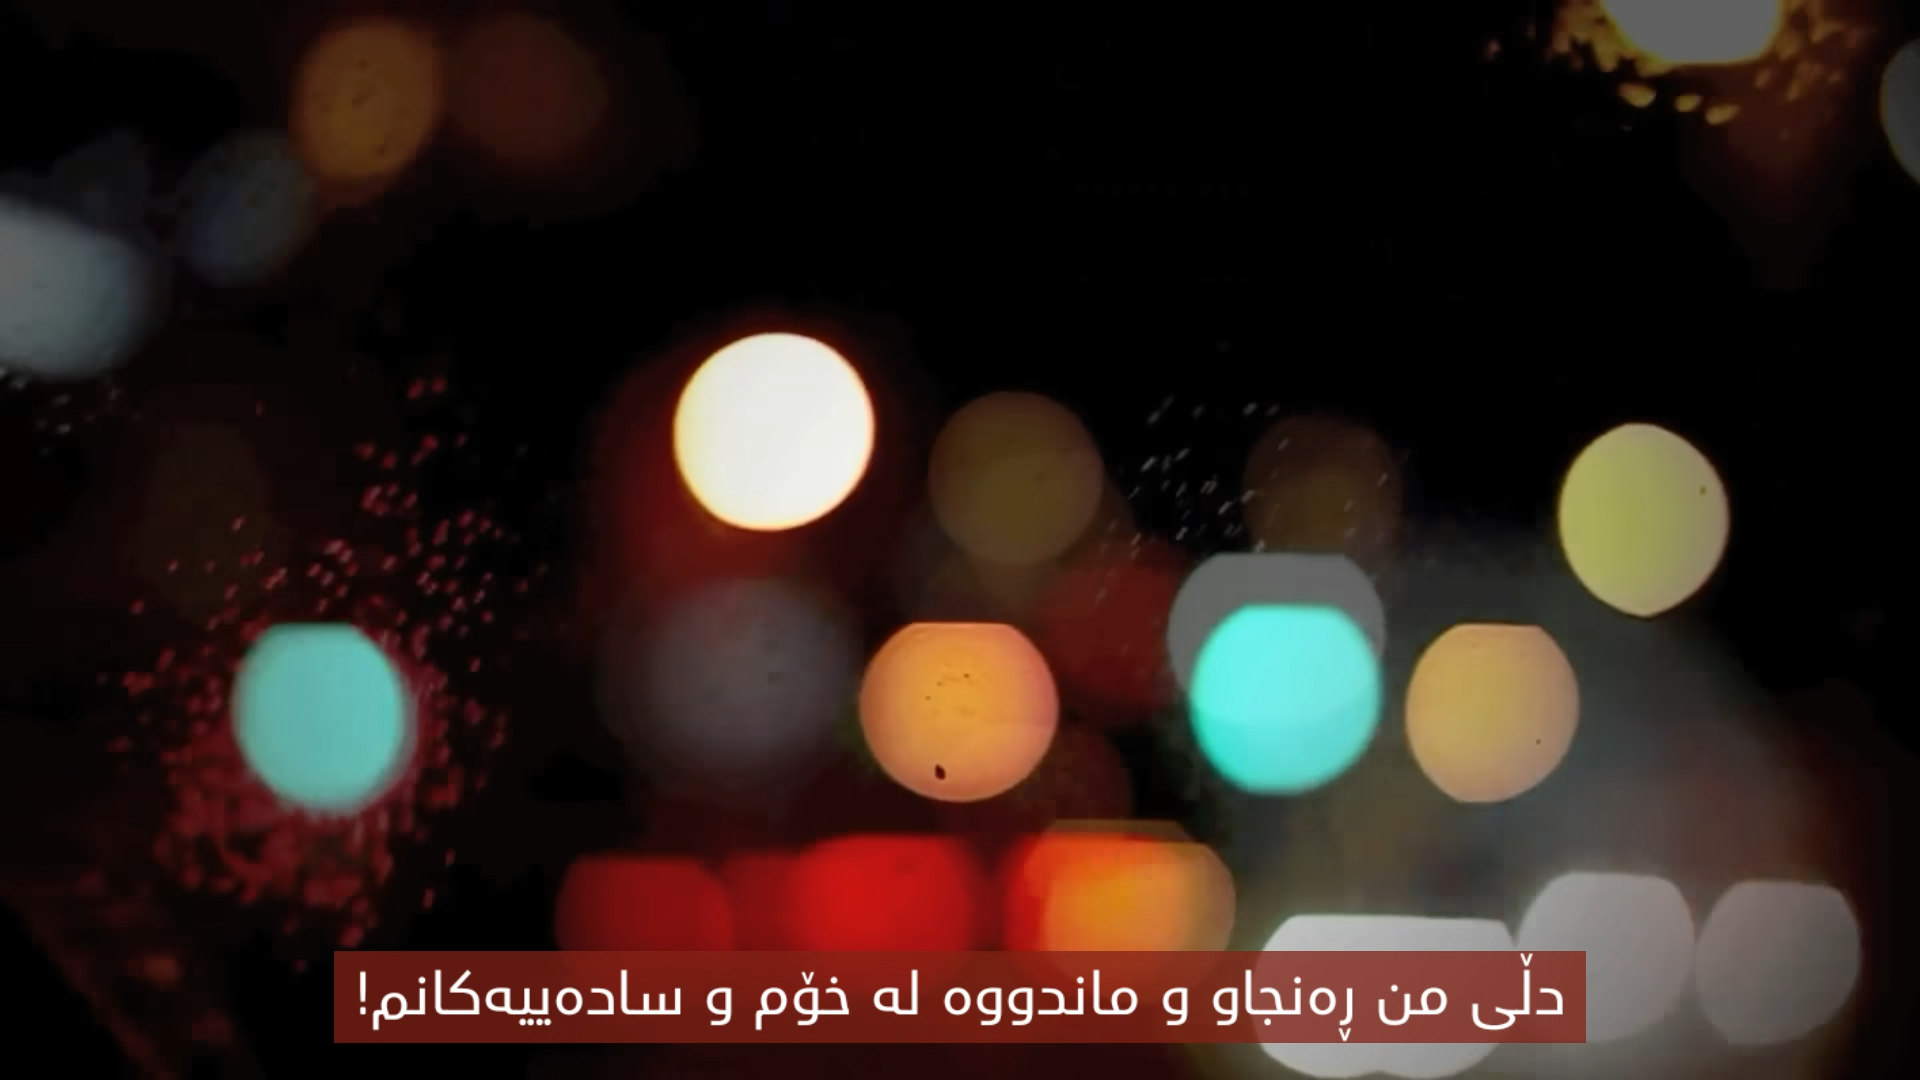 دڵی من ڕەنجاو و ماندووە لە خۆم و سادەییەکانم!